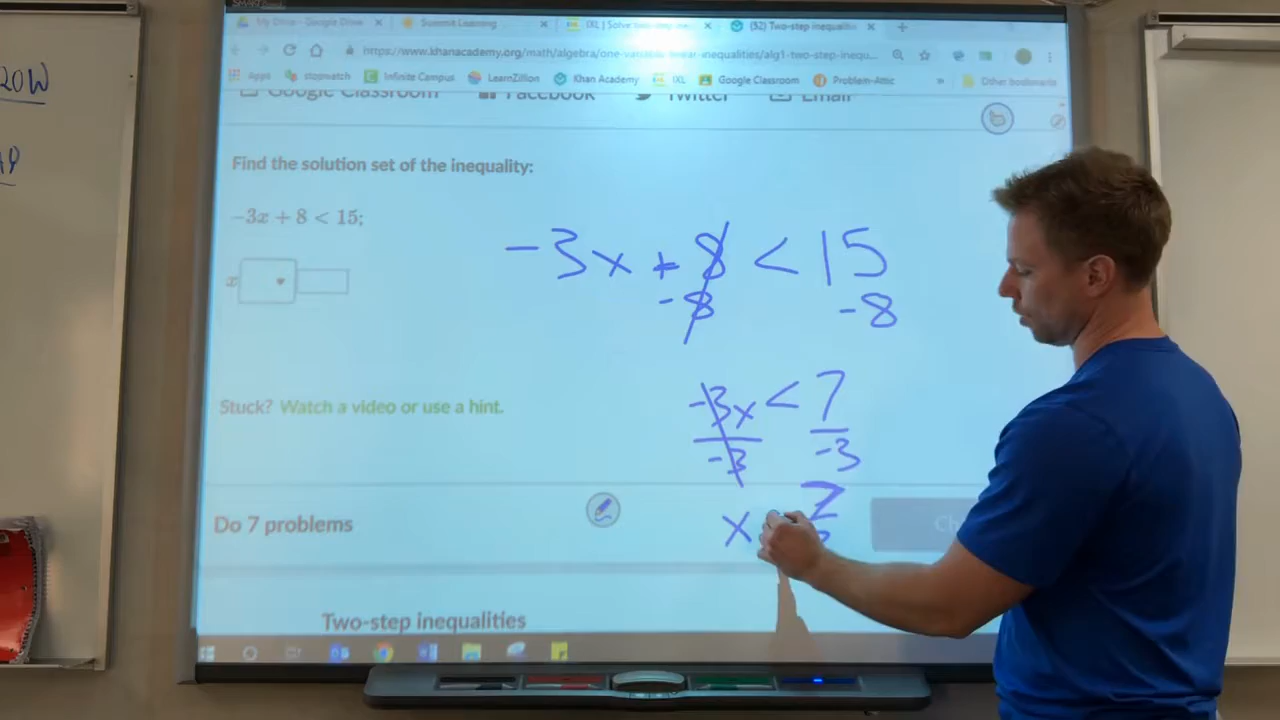 20W
My Drive - Google Drive
Summit Learning
IXL | Solve two-step ine
(52) Two-step inequalitie
https://www.khanacademy.org/math/algebra/one-variable-linear-inequalities/alg1-two-step-inequ...
Apps stopwatch Infinite Campus LearnZillion Khan Academy IXL Google Classroom Problem-Attic » Other bookmarks
Google Classroom Facebook Twitter Email
Find the solution set of the inequality:
−3x + 8 < 15;
x
-3x + 8 < 15
-8 -8
-3x < 7
-3 -3
x 7
Stuck? Watch a video or use a hint.
Do 7 problems
Two-step inequalities